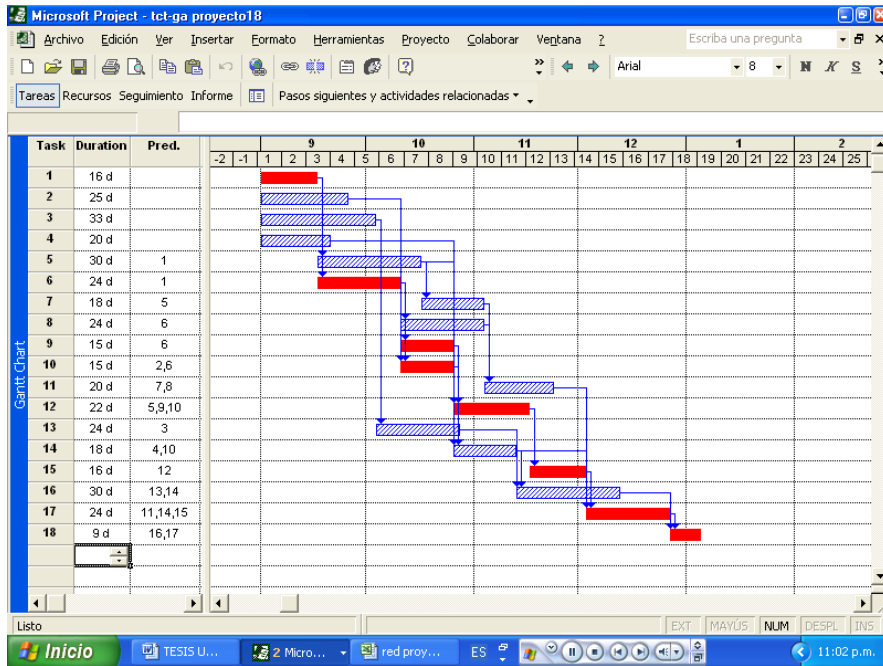 Microsoft Project - tct-ga proyecto18
Archivo Edición Ver Insertar Formato Herramientas Proyecto Colaborar Ventana ? Escriba una pregunta
Arial 8 N K S
Tareas Recursos Seguimiento Informe Pasos siguientes y actividades relacionadas
Task Duration Pred. 9 10 11 12 1 2
-2 -1 1 2 3 4 5 6 7 8 9 10 11 12 13 14 15 16 17 18 19 20 21 22 23 24 25
1 16 d
2 25 d
3 33 d
4 20 d
5 30 d 1
6 24 d 1
7 18 d 5
8 24 d 6
9 15 d 6
10 15 d 2,6
11 20 d 7,8
12 22 d 5,9,10
13 24 d 3
14 18 d 4,10
15 16 d 12
16 30 d 13,14
17 24 d 11,14,15
18 9 d 16,17
Gantt Chart
Listo EXT MAYÚS NUM DESPL INS
Inicio TESIS U... 2 Micro... red proy... ES 11:02 p.m.